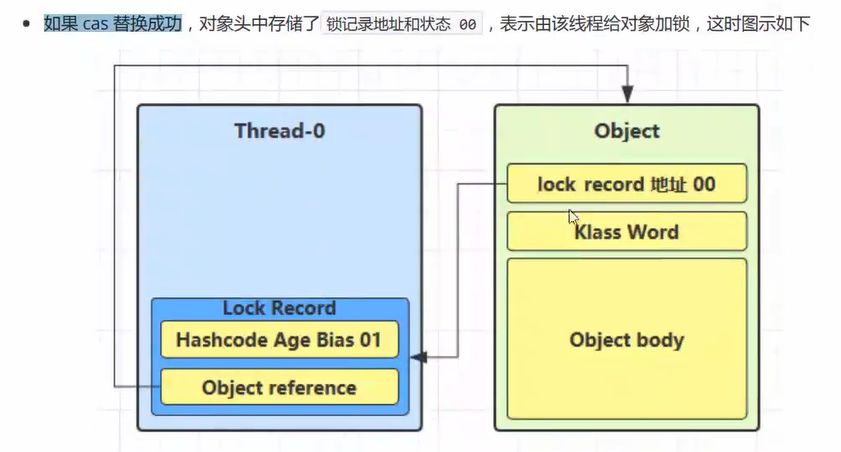 如果 cas 替换成功，对象头中存储了 锁记录地址和状态 00 ，表示由该线程给对象加锁，这时图示如下
Thread-0
Object
lock record 地址 00
Klass Word
Lock Record
Hashcode Age Bias 01
Object body
Object reference